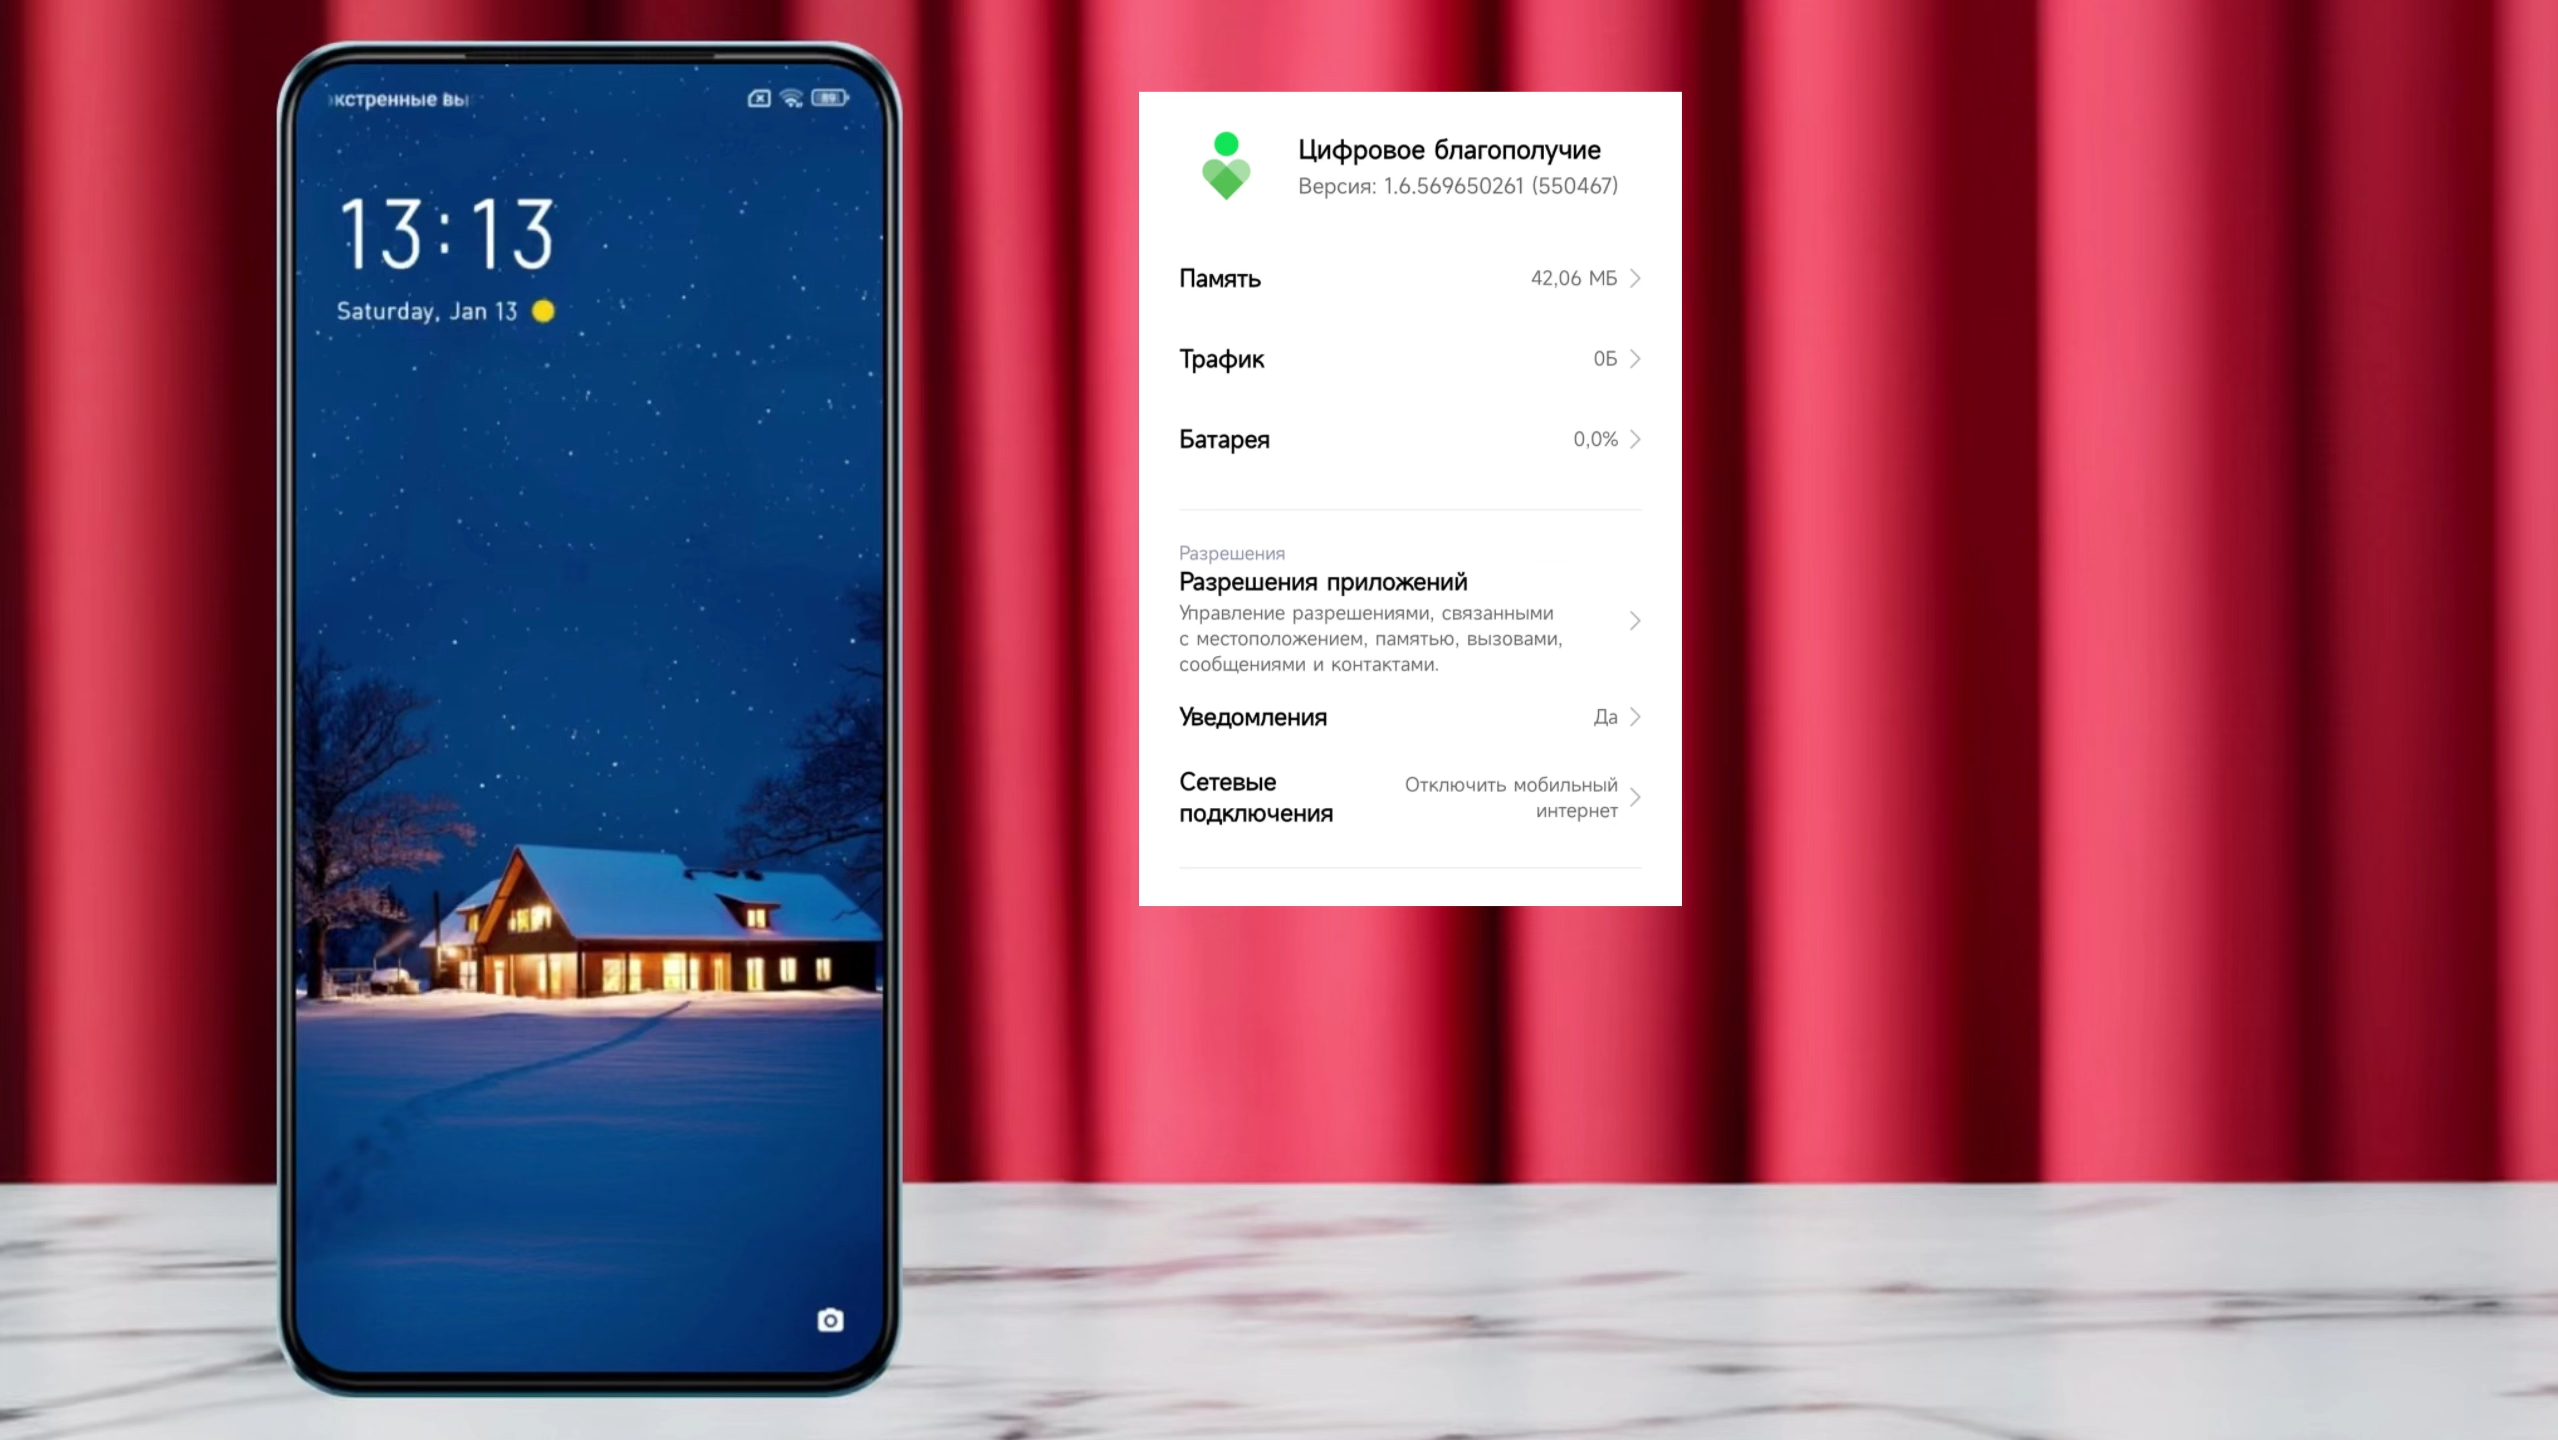 кстренные вы
89
13:13
Saturday, Jan 13
Цифровое благополучие
Версия: 1.6.569650261 (550467)
Память 42,06 МБ
Трафик 0Б
Батарея 0,0%
Разрешения
Разрешения приложений
Управление разрешениями, связанными
с местоположением, памятью, вызовами,
сообщениями и контактами.
Уведомления Да
Сетевые
подключения
Отключить мобильный
интернет